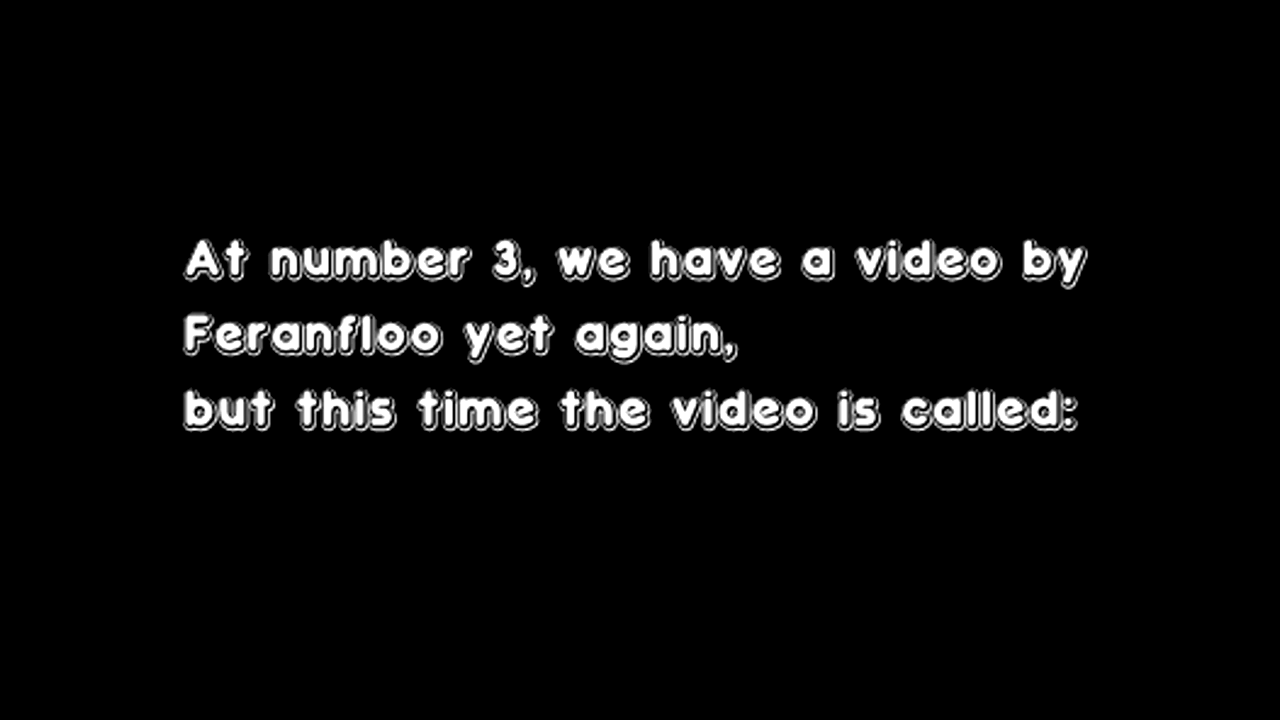 At number 3, we have a video by
Feranfloo yet again,
but this time the video is called: